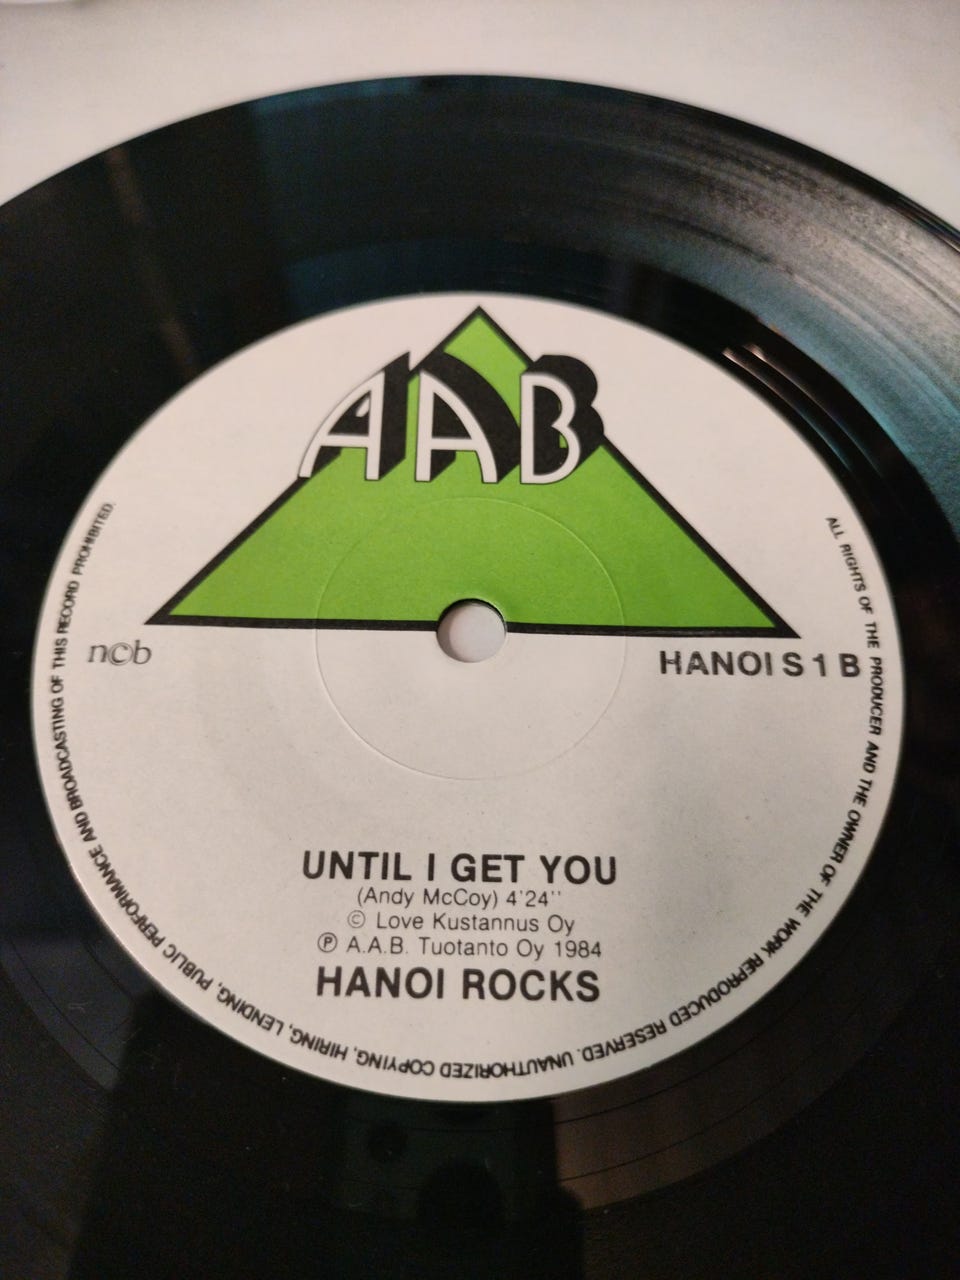 AAB
ncb
HANOI S 1 B
UNTIL I GET YOU
(Andy McCoy) 4'24''
© Love Kustannus Oy
℗ A.A.B. Tuotanto Oy 1984
HANOI ROCKS
ALL RIGHTS OF THE PRODUCER AND THE OWNER OF THE WORK REPRODUCED RESERVED. UNAUTHORIZED COPYING, HIRING, LENDING, PUBLIC PERFORMANCE AND BROADCASTING OF THIS RECORD PROHIBITED.